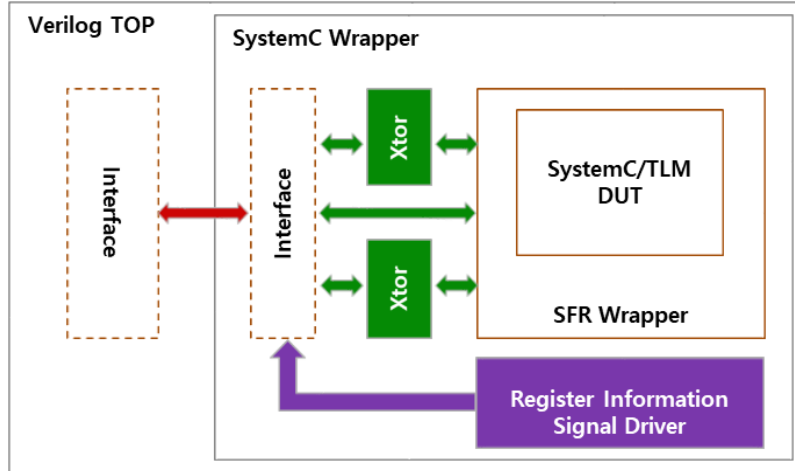 Verilog TOP
SystemC Wrapper
Interface
Interface
Xtor
Xtor
SystemC/TLM
DUT
SFR Wrapper
Register Information
Signal Driver